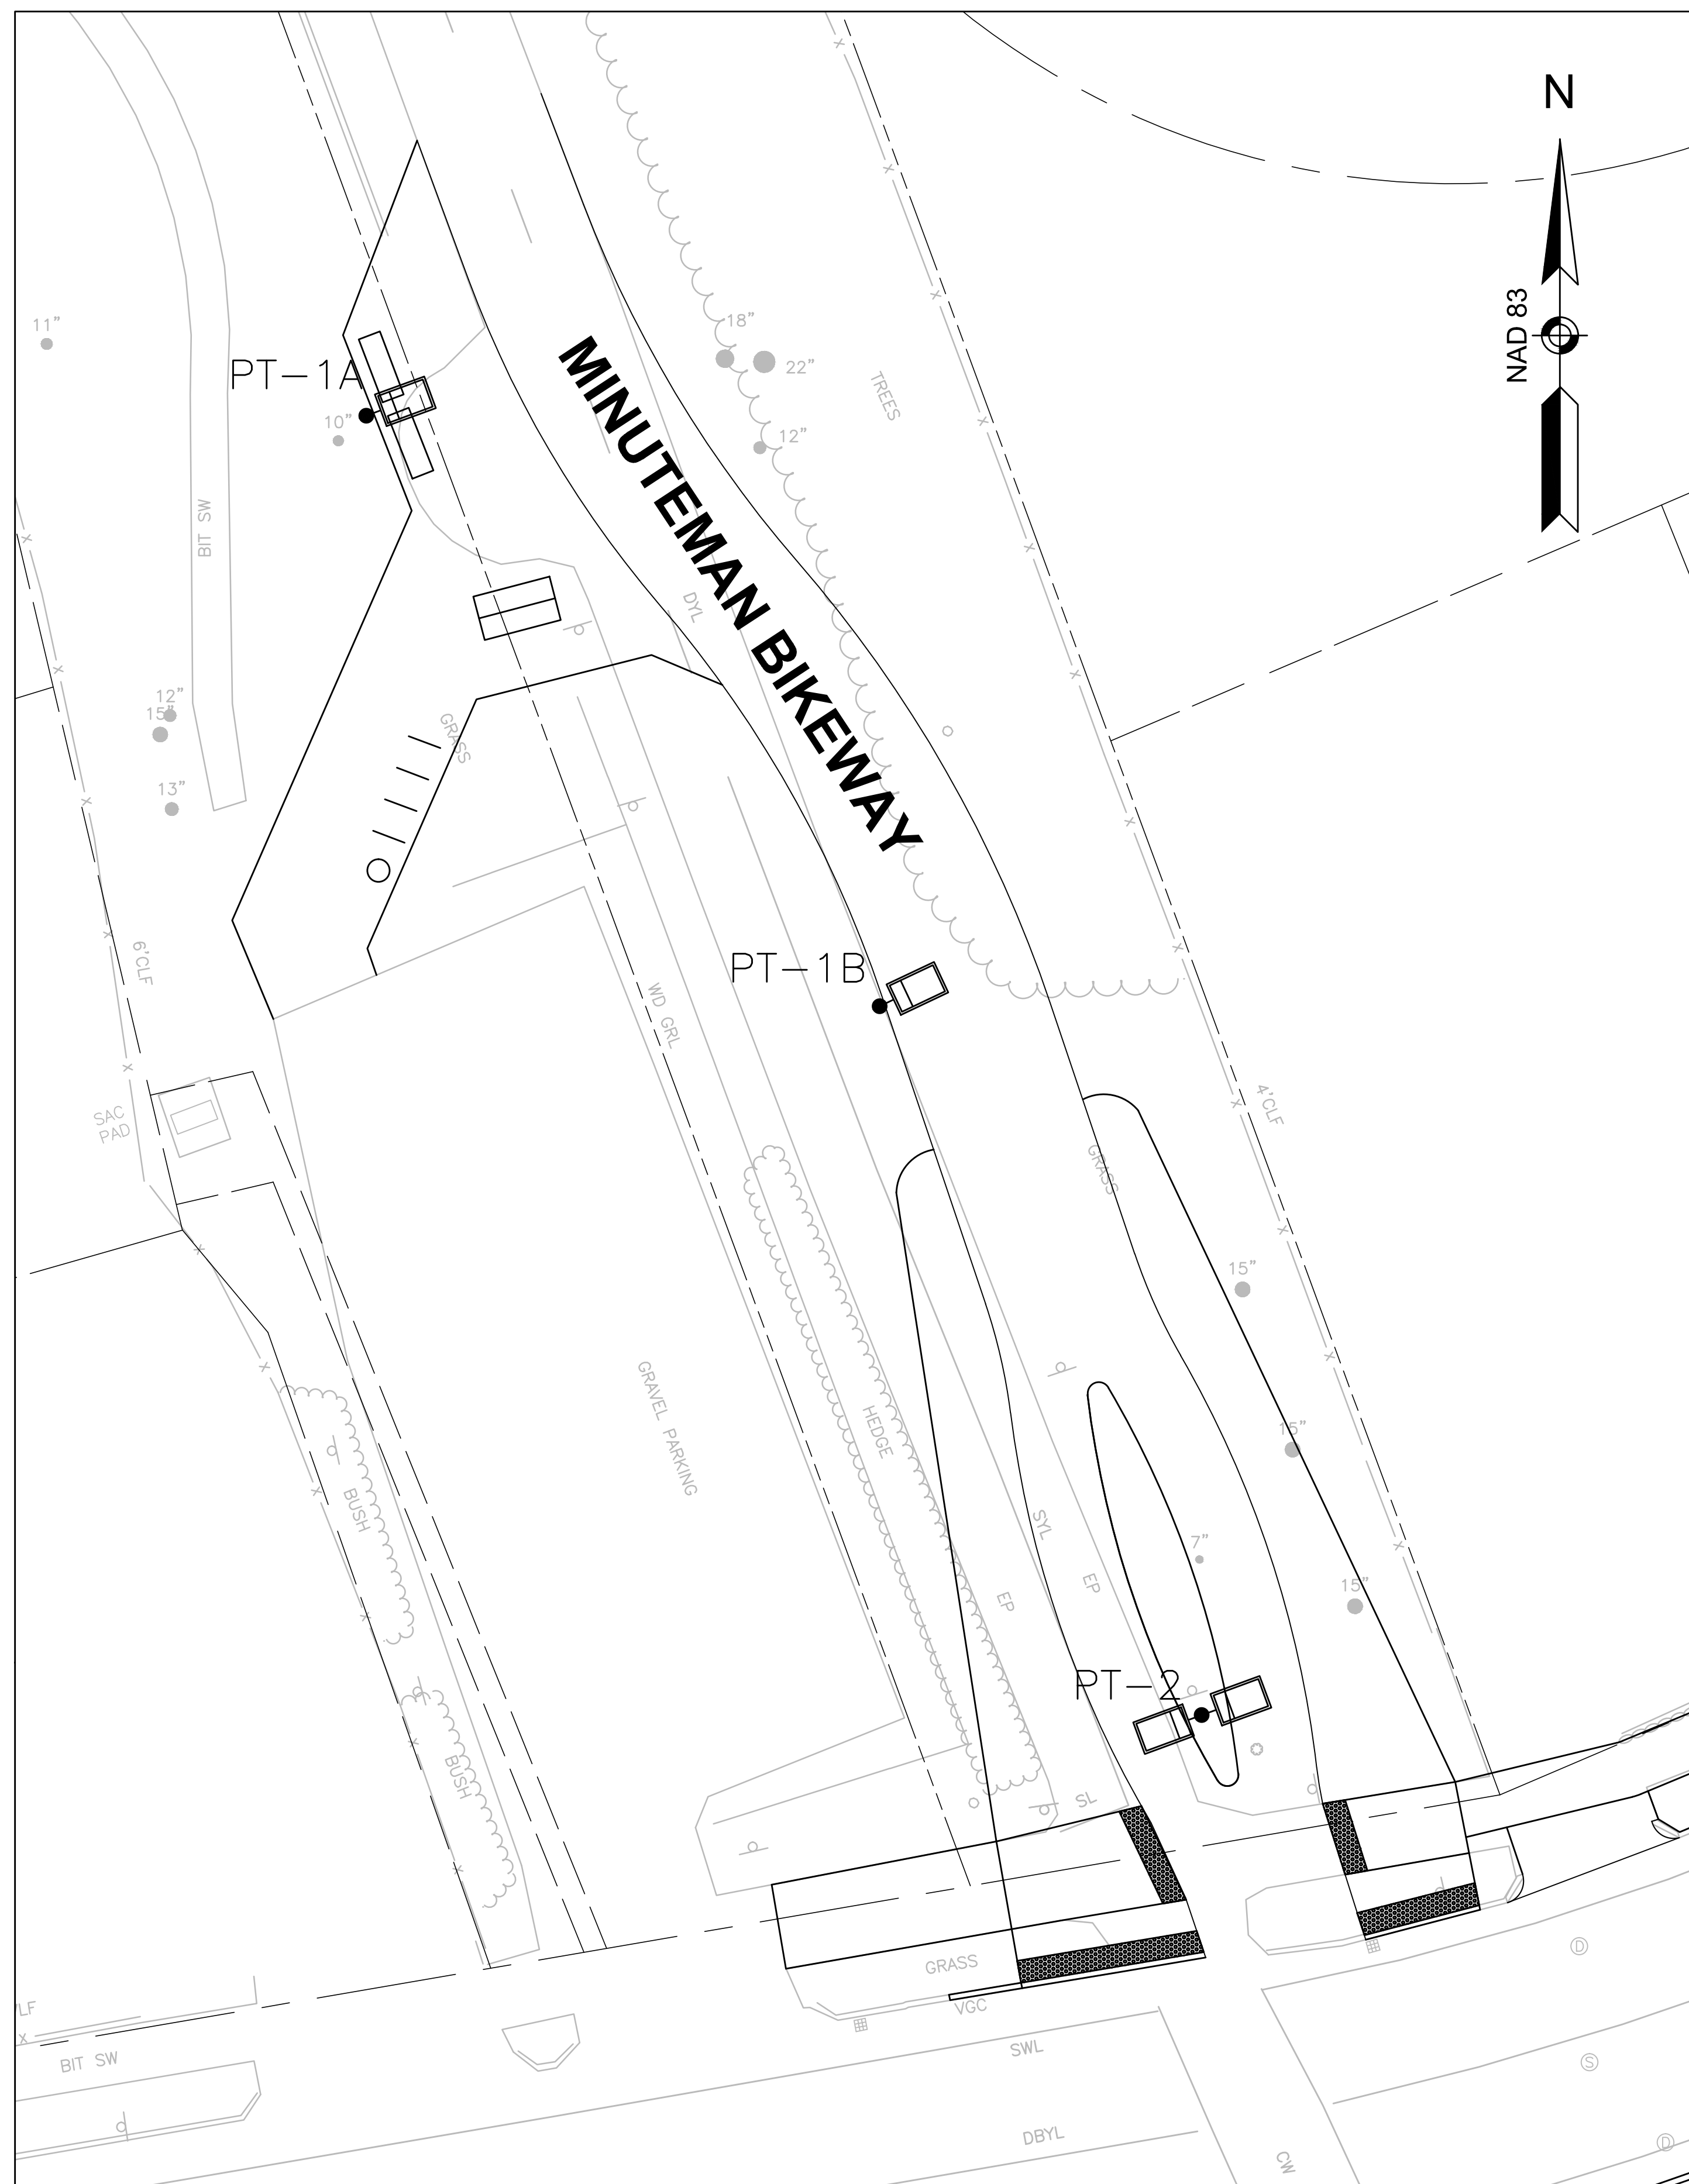 N
NAD 83
11"
PT-1A
10"
18"
22"
12"
TREES
BIT SW
MINUTEMAN BIKEWAY
DYL
12"
15"
13"
GRASS
6'CLF
PT-1B
WD GRL
SAC
PAD
4'CLF
GRASS
15"
GRAVEL PARKING
HEDGE
15"
BUSH
SYL
7"
EP
EP
15"
PT-2
BUSH
SL
GRASS
VGC
D
LF
BIT SW
SWL
S
DBYL
CW
D